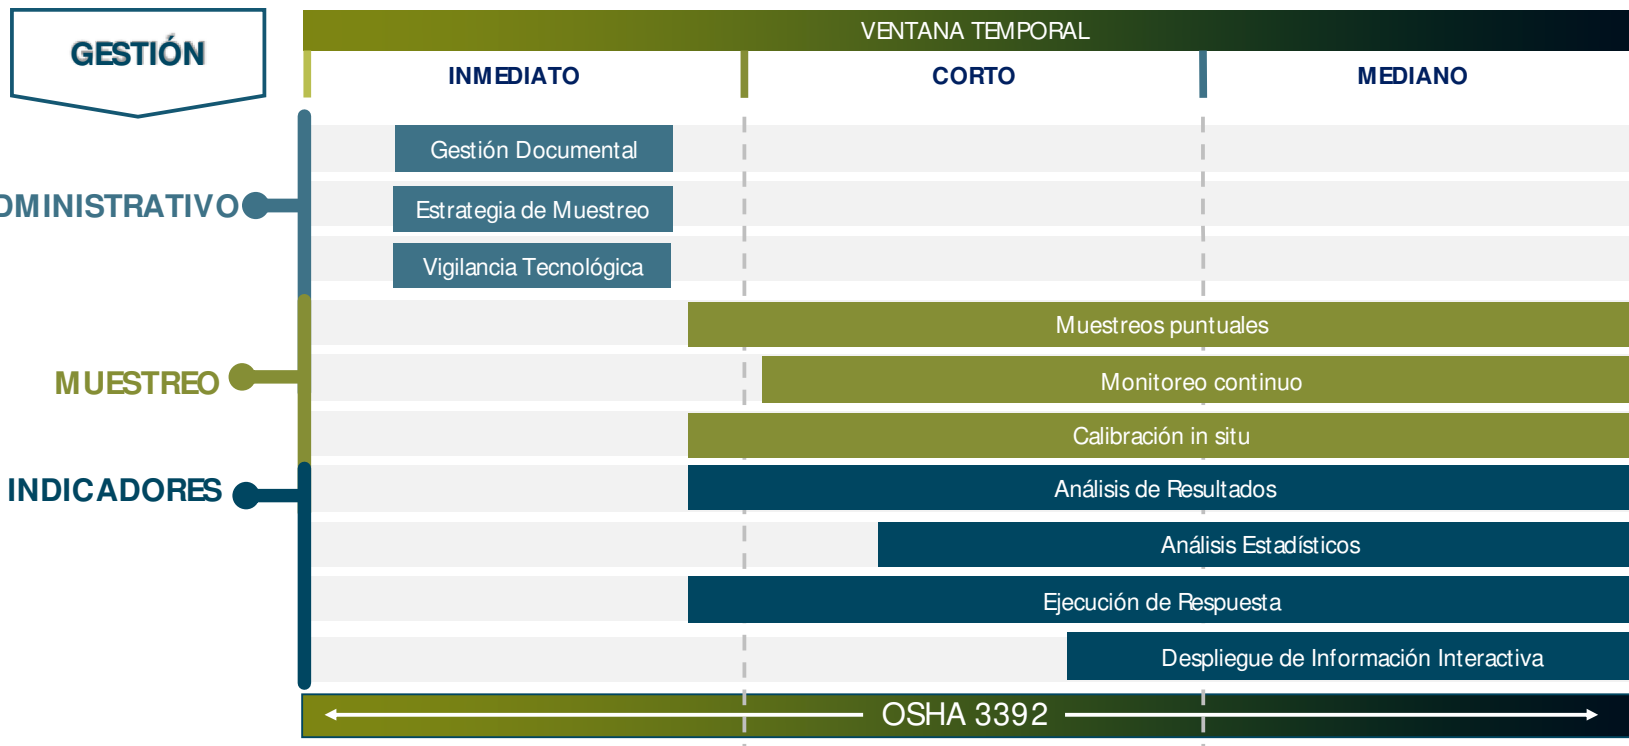 GESTIÓN
VENTANA TEMPORAL
INMEDIATO
CORTO
MEDIANO
DMINISTRATIVO
Gestión Documental
Estrategia de Muestreo
Vigilancia Tecnológica
MUESTREO
Muestreos puntuales
Monitoreo continuo
Calibración in situ
INDICADORES
Análisis de Resultados
Análisis Estadísticos
Ejecución de Respuesta
Despliegue de Información Interactiva
OSHA 3392